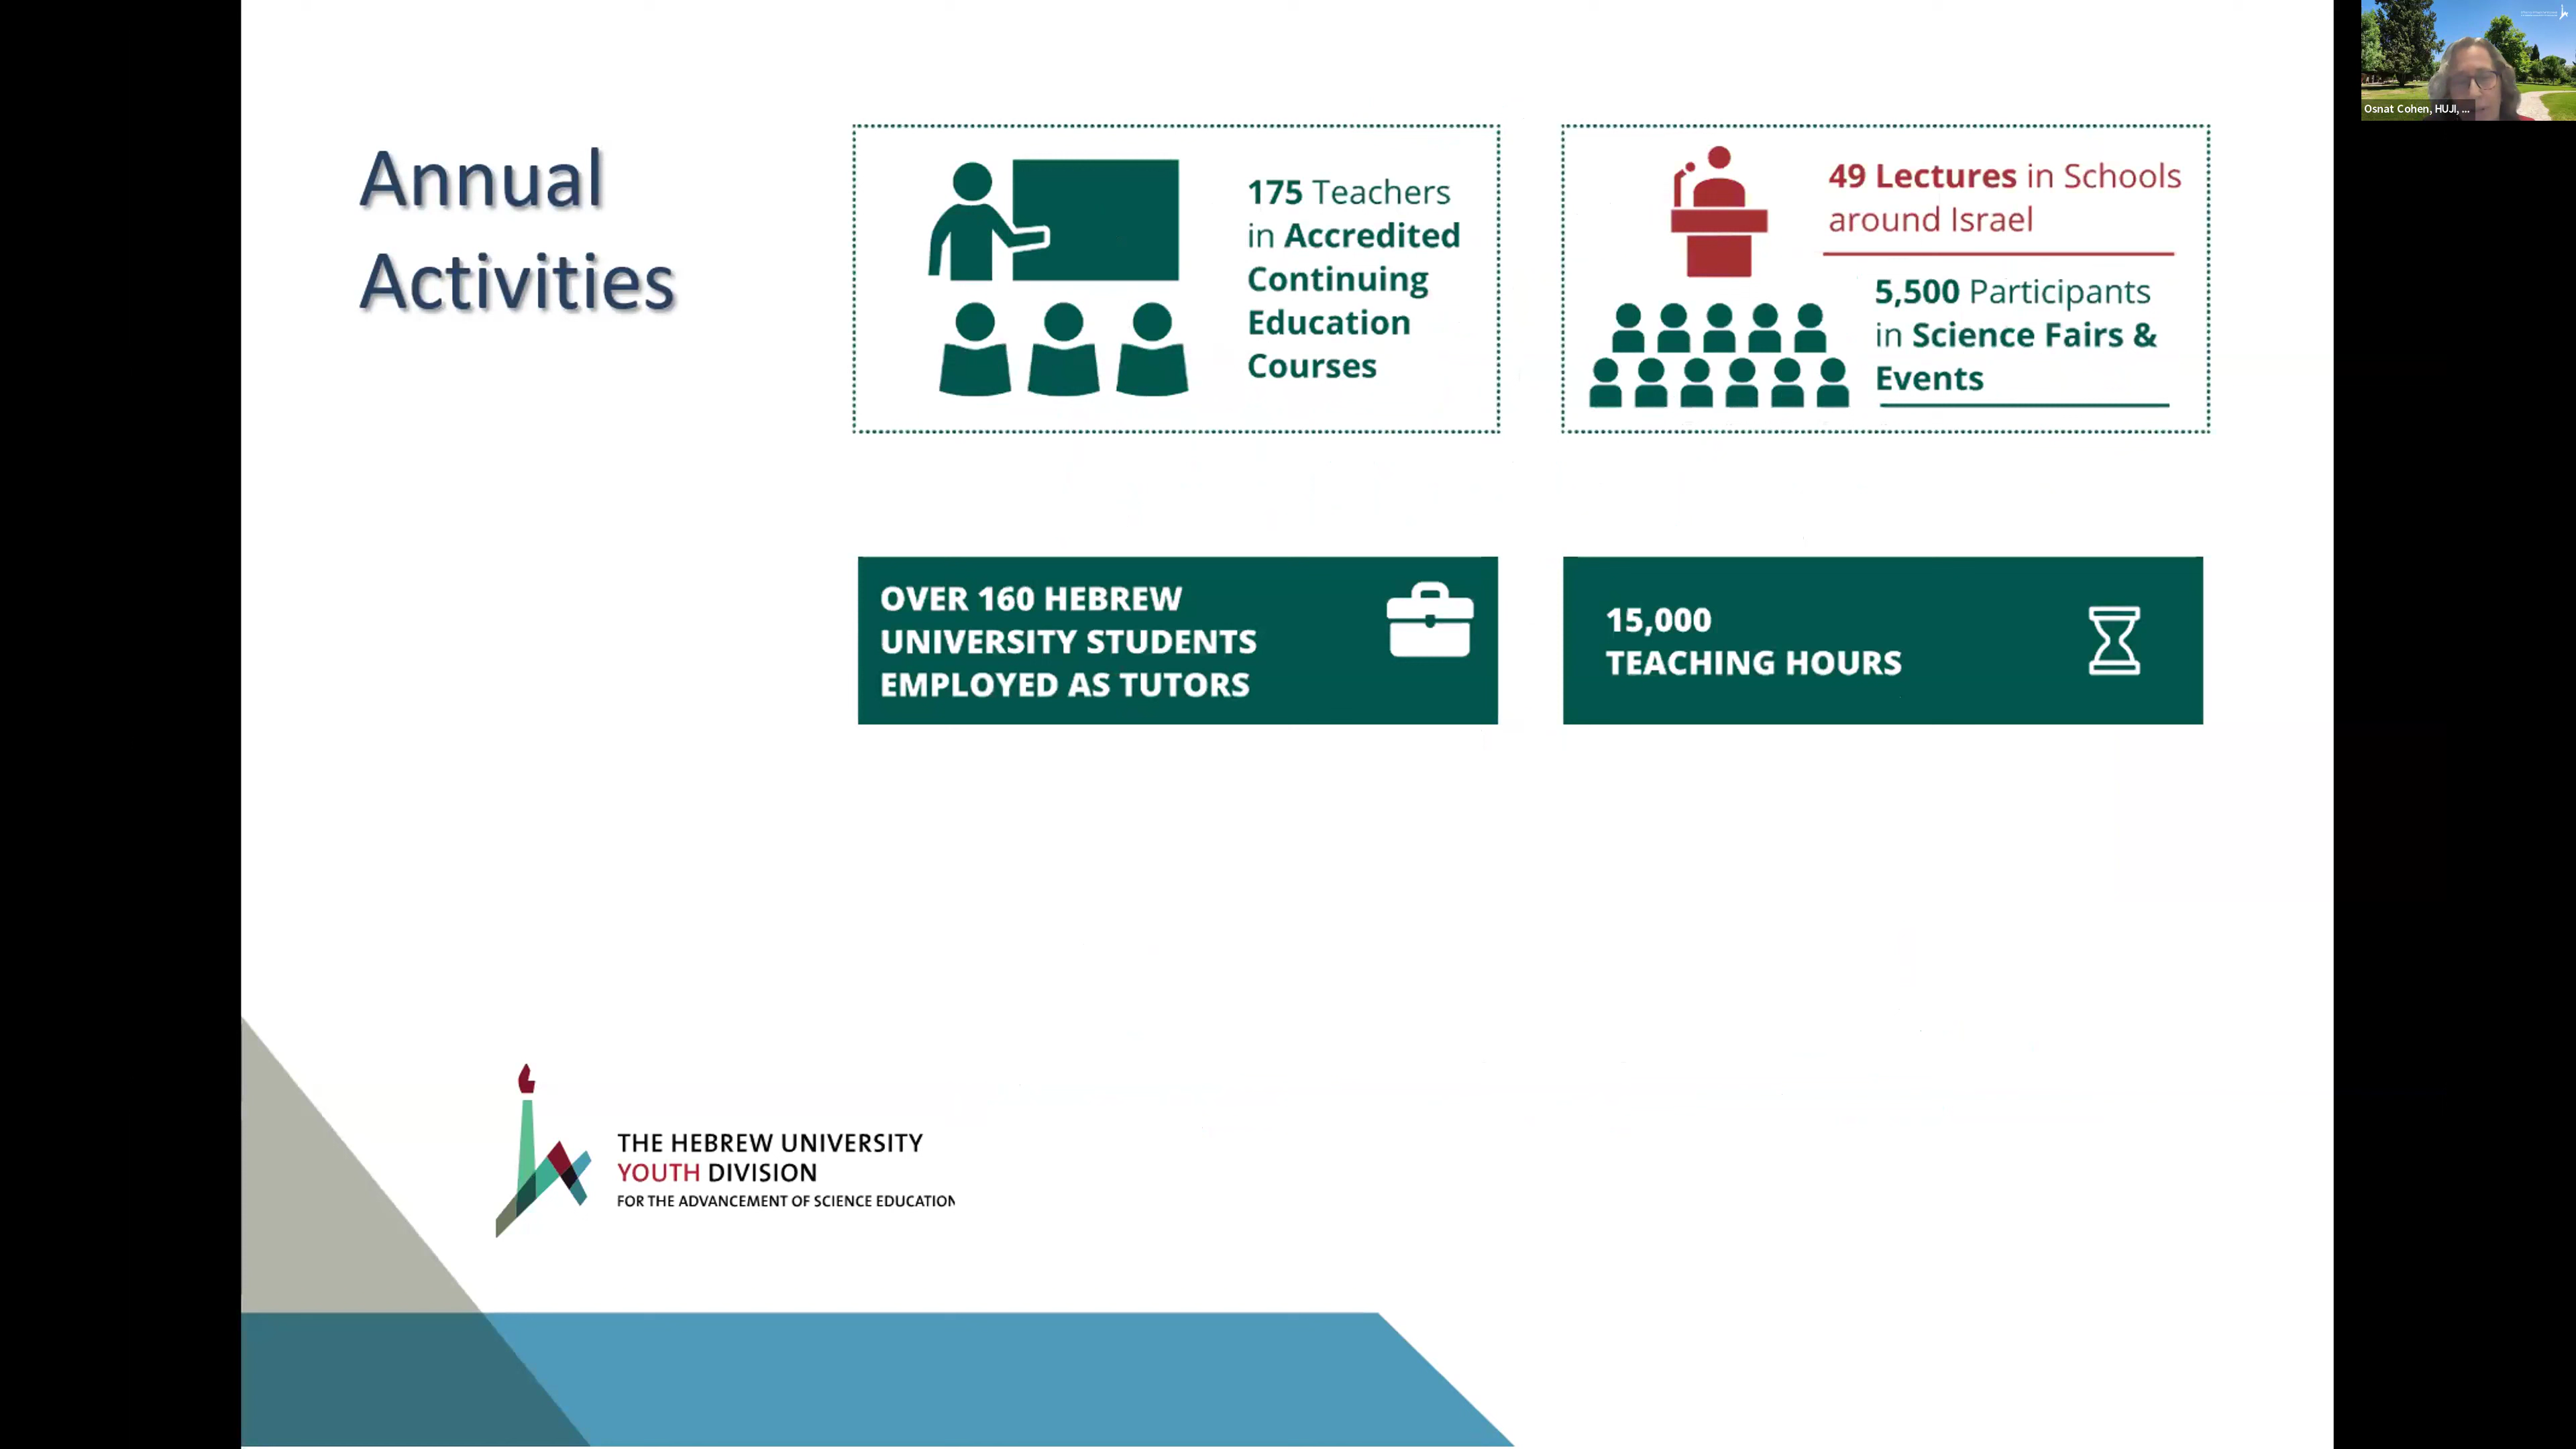 Annual
Activities
175 Teachers
in Accredited
Continuing
Education
Courses
49 Lectures in Schools
around Israel
5,500 Participants
in Science Fairs &
Events
OVER 160 HEBREW
UNIVERSITY STUDENTS
EMPLOYED AS TUTORS
15,000
TEACHING HOURS
THE HEBREW UNIVERSITY
YOUTH DIVISION
FOR THE ADVANCEMENT OF SCIENCE EDUCATION
Osnat Cohen, HUJI, ...